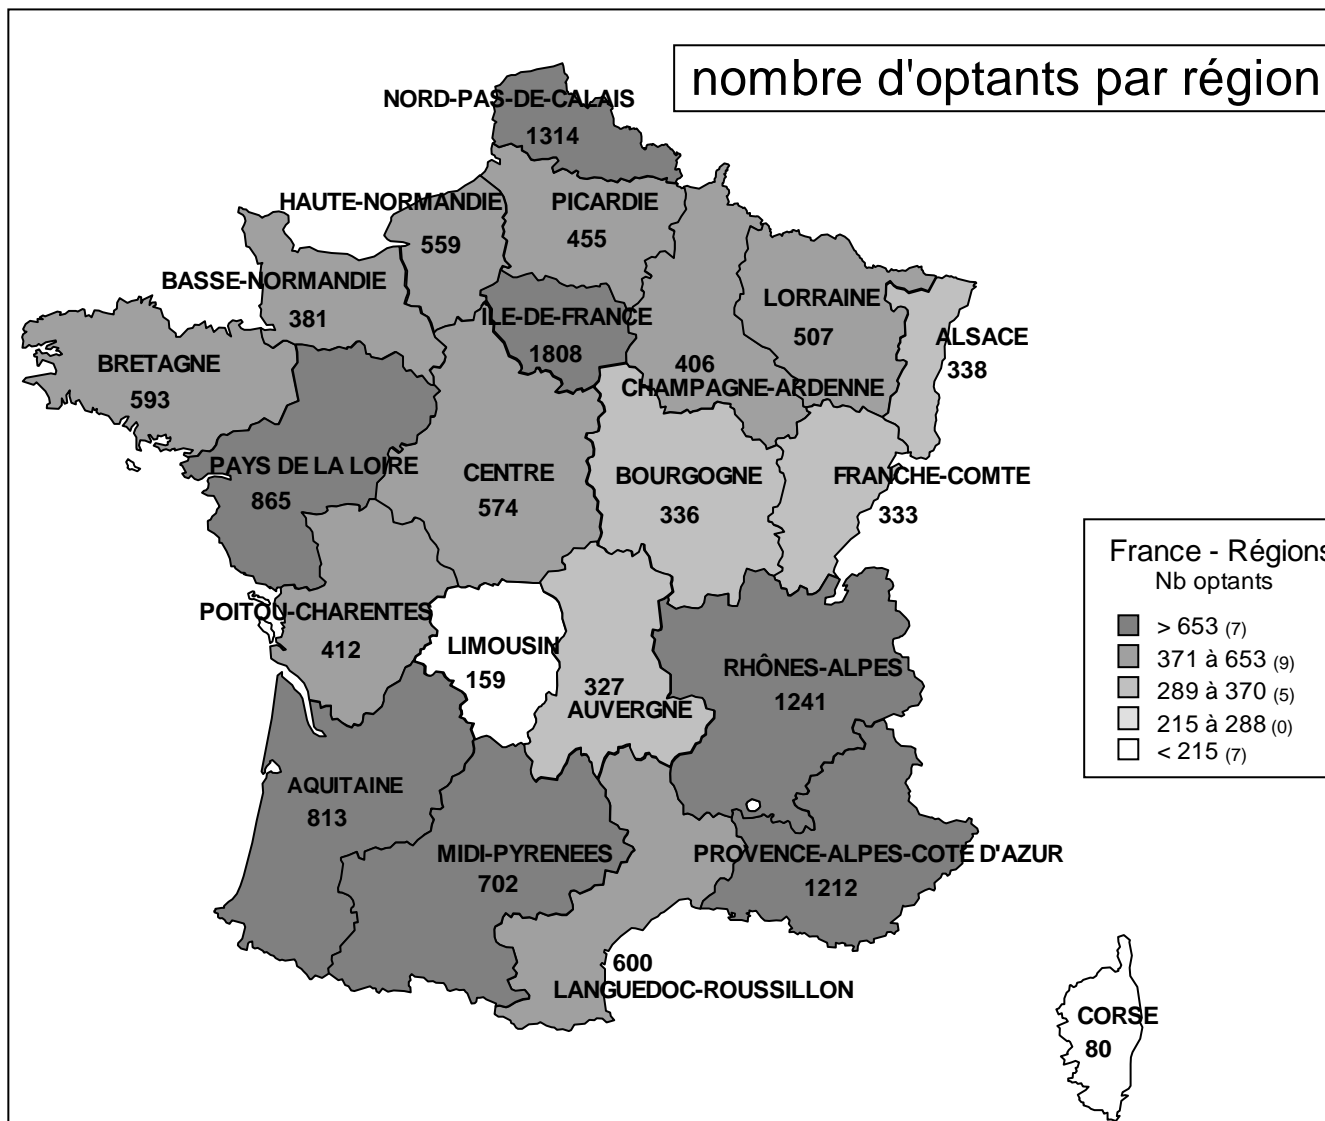 nombre d'optants par région
NORD-PAS-DE-CALAIS
1314
HAUTE-NORMANDIE
559
PICARDIE
455
BASSE-NORMANDIE
381
ILE-DE-FRANCE
1808
LORRAINE
507
ALSACE
338
BRETAGNE
593
406
CHAMPAGNE-ARDENNE
PAYS DE LA LOIRE
865
CENTRE
574
BOURGOGNE
336
FRANCHE-COMTE
333
POITOU-CHARENTES
412
LIMOUSIN
159
327
AUVERGNE
RHÔNES-ALPES
1241
AQUITAINE
813
MIDI-PYRENEES
702
PROVENCE-ALPES-COTE D'AZUR
1212
600
LANGUEDOC-ROUSSILLON
CORSE
80
France - Régions
Nb optants
> 653 (7)
371 à 653 (9)
289 à 370 (5)
215 à 288 (0)
< 215 (7)